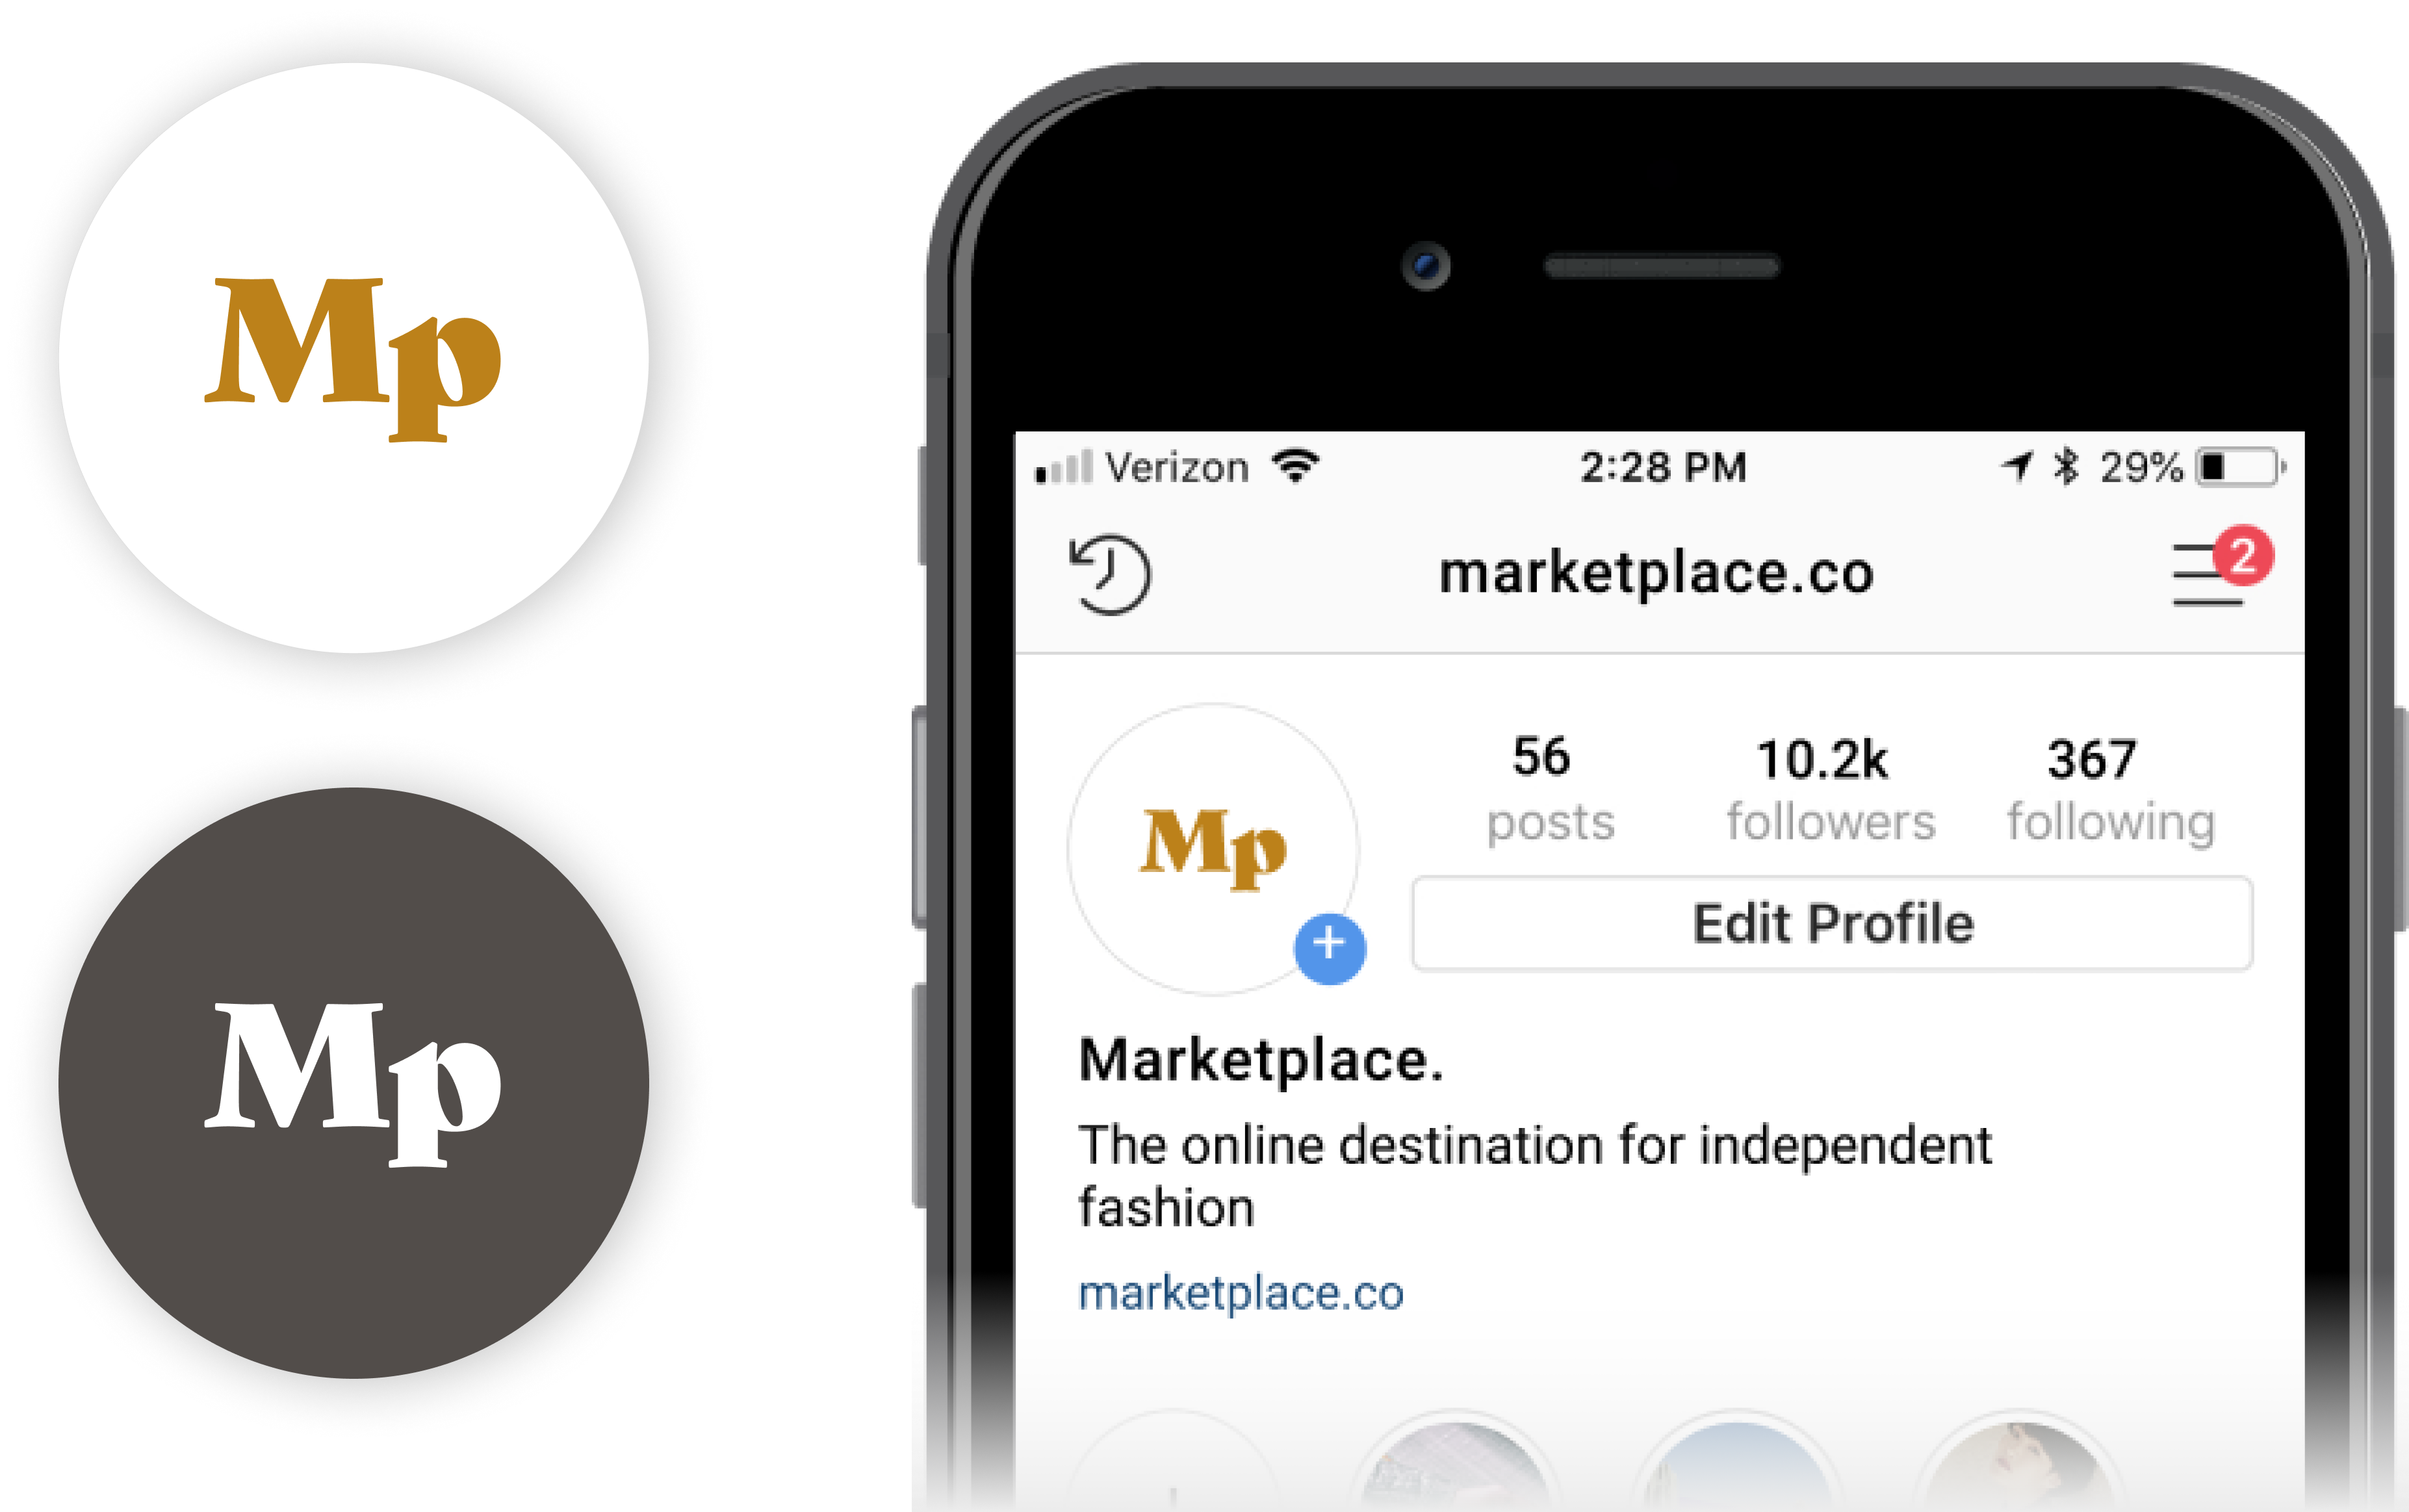 Mp
Mp
Verizon 2:28 PM 29%
marketplace.co 2
Mp
56 10.2k 367
posts followers following
+
Edit Profile
Marketplace.
The online destination for independent
fashion
marketplace.co